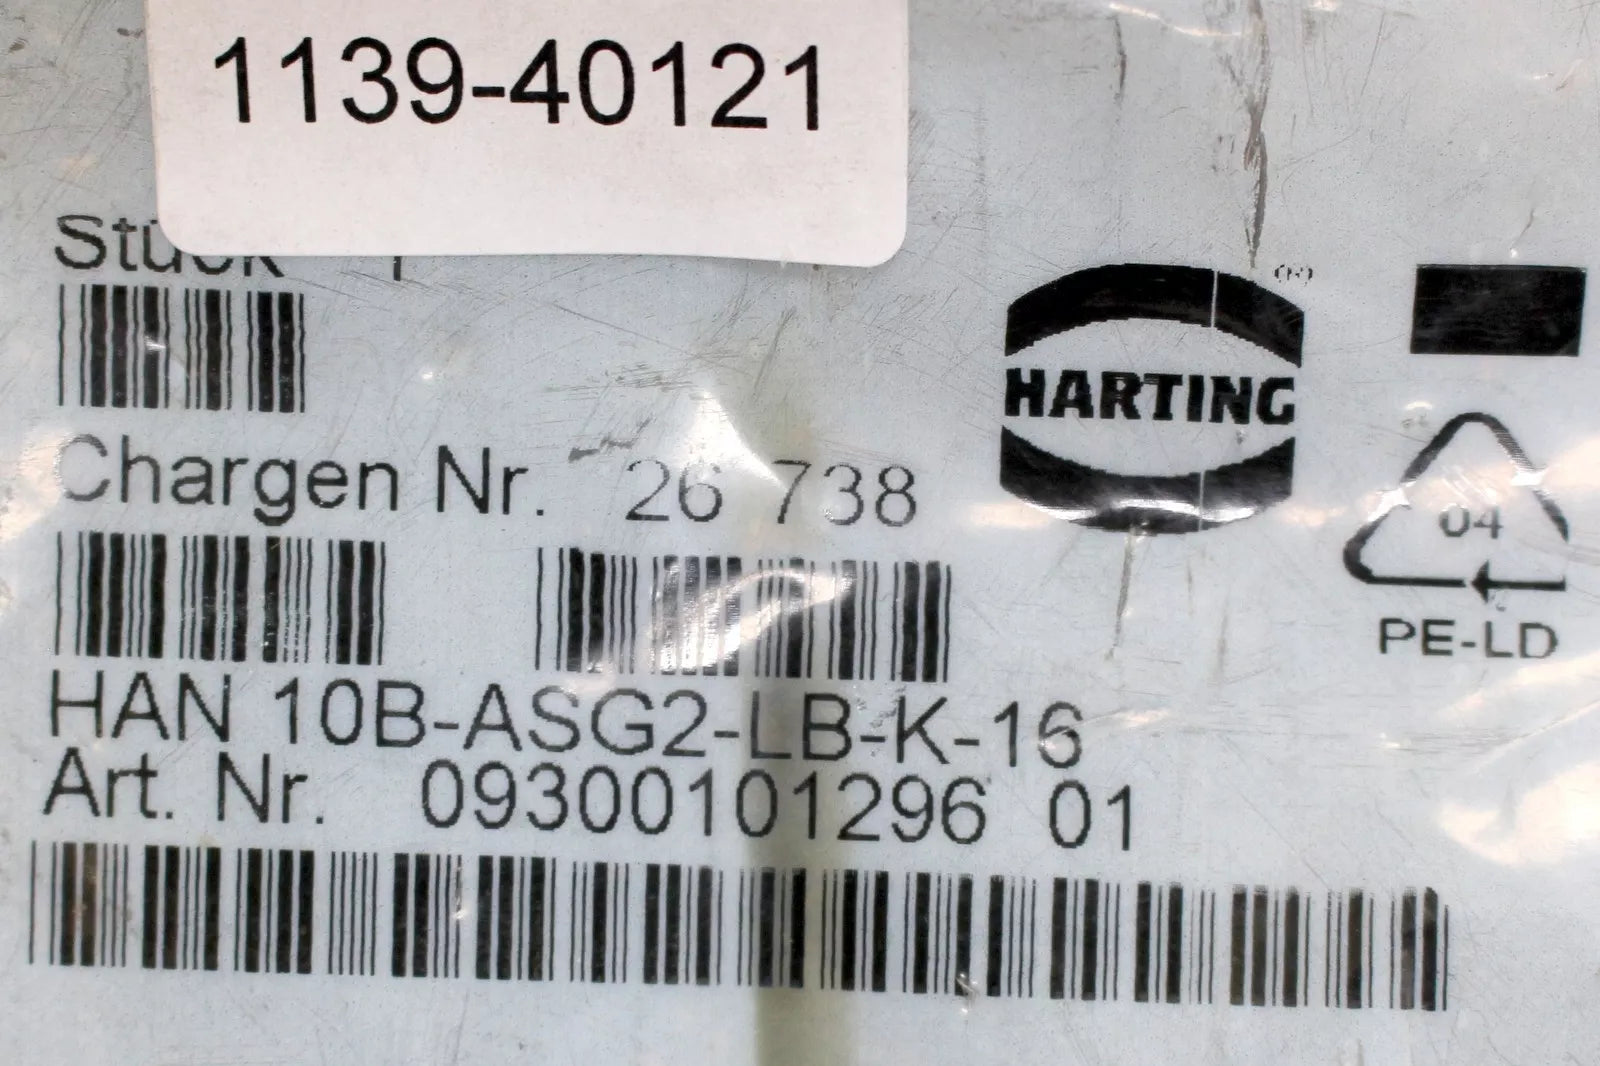 1139-40121
Stück 1
HARTING
Chargen Nr. 26 738
04
PE-LD
HAN 10B-ASG2-LB-K-16
Art. Nr. 09300101296 01